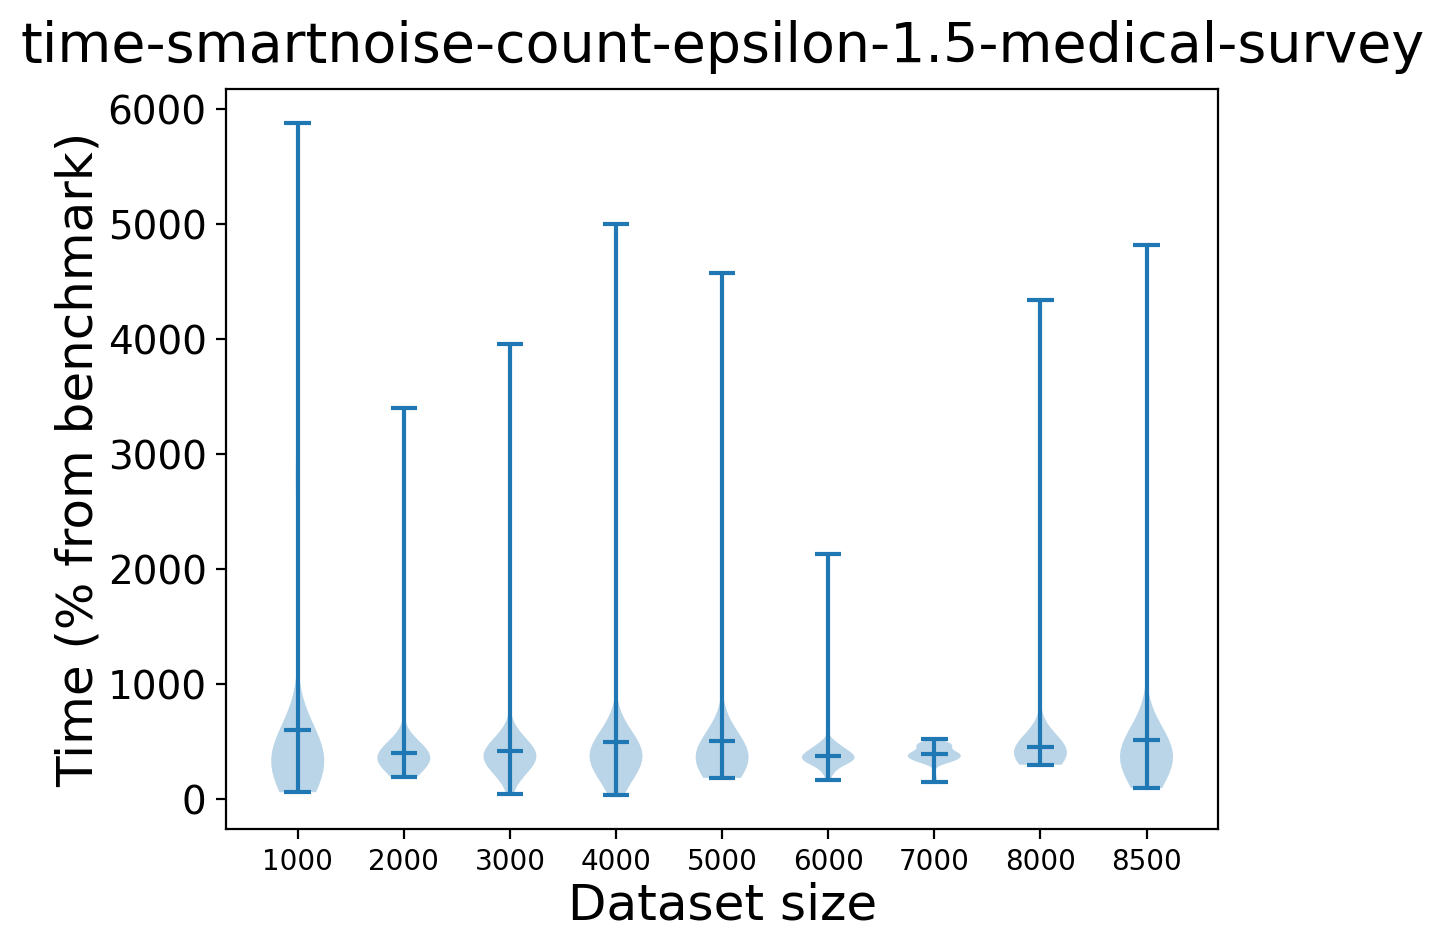 time-smartnoise-count-epsilon-1.5-medical-survey
Time (% from benchmark)
6000
5000
4000
3000
2000
1000
0
1000 2000 3000 4000 5000 6000 7000 8000 8500
Dataset size